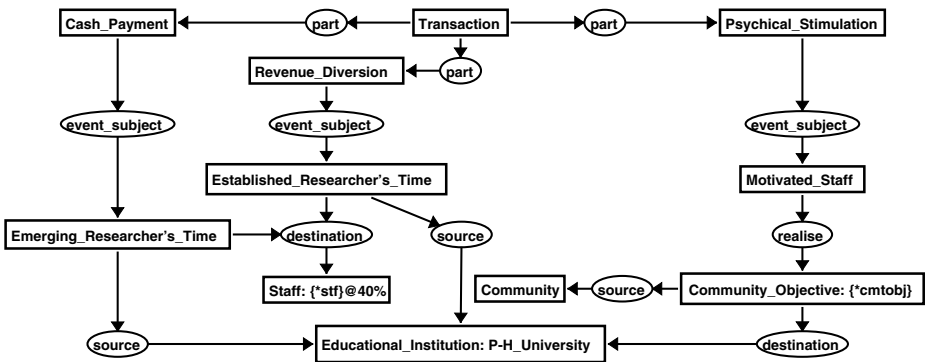 Cash_Payment part Transaction part Psychical_Stimulation
Revenue_Diversion part
event_subject event_subject event_subject
Established_Researcher's_Time Motivated_Staff
Emerging_Researcher's_Time destination source realise
Staff: {*stf}@40% Community source Community_Objective: {*cmtobj}
source Educational_Institution: P-H_University destination